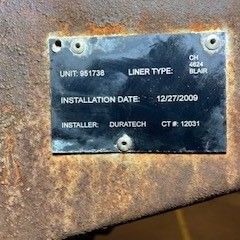 UNIT: 951738 LINER TYPE: CH 4624 BLAIR
INSTALLATION DATE: 12/27/2009
INSTALLER: DURATECH CT #: 12031